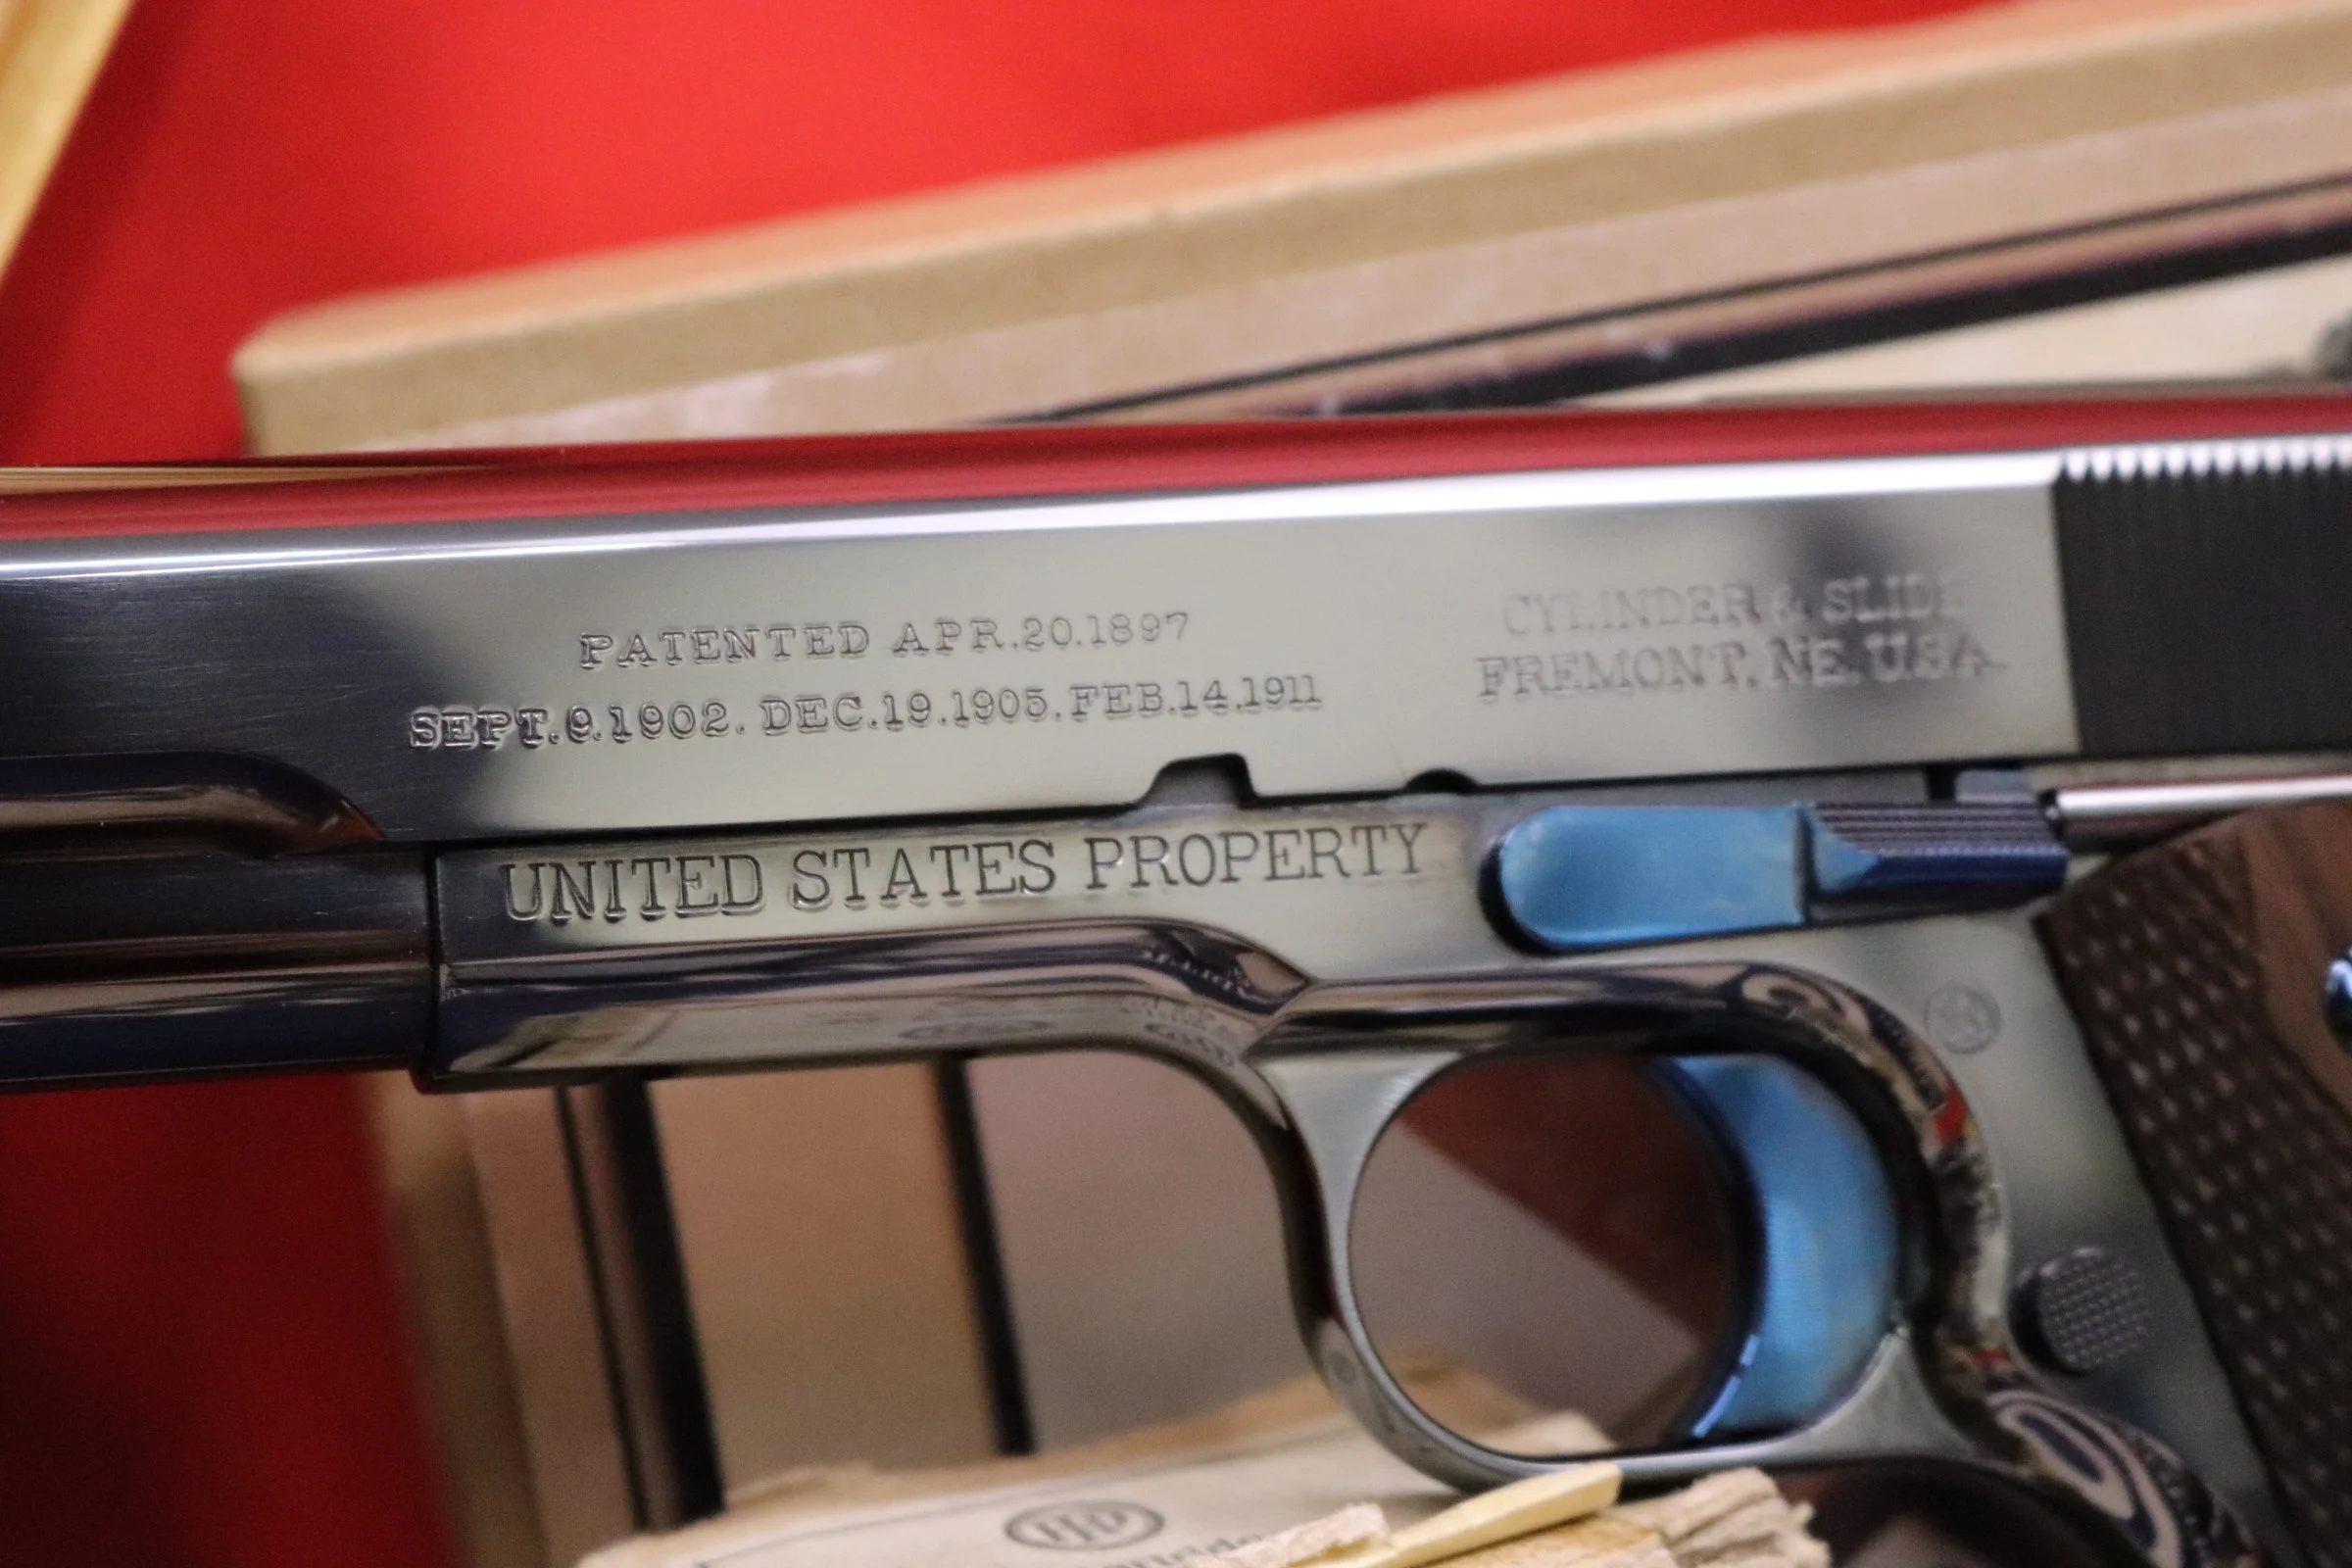 PATENTED APR.20.1897
SEPT.9.1902. DEC.19.1905.FEB.14.1911
CYLINDER & SLIDE
FREMONT, NE. USA
UNITED STATES PROPERTY